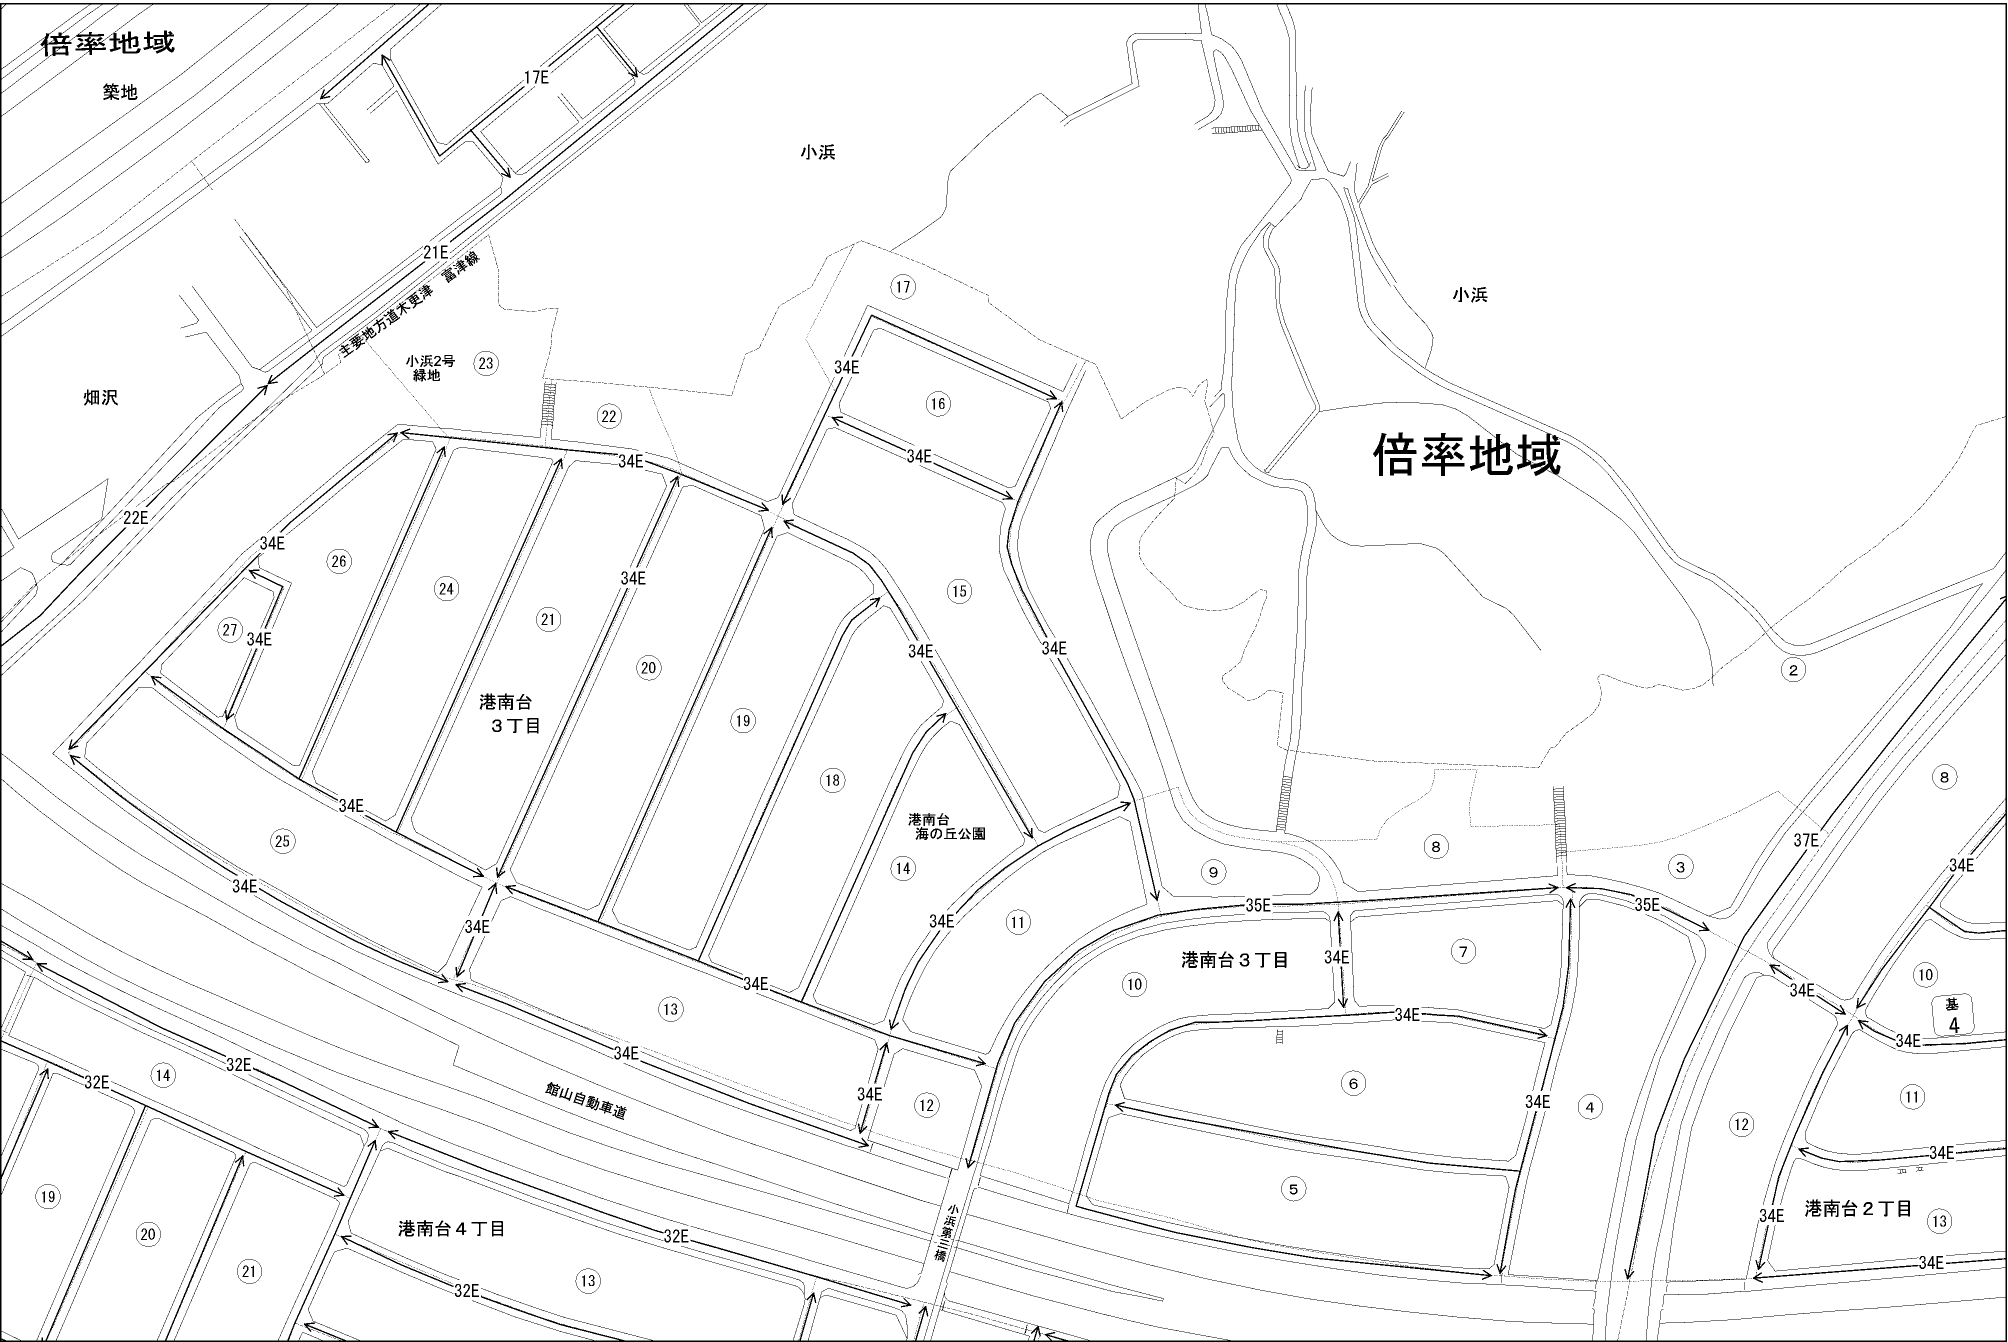 倍率地域
築地
17E
小浜
21E
主要地方道木更津　富津線
小浜
17
小浜2号
緑地
23
畑沢
34E
16
22
倍率地域
34E
34E
22E
34E
26
24
34E
21
15
27
34E
20
34E
34E
2
港南台
3丁目
19
18
8
34E
港南台
海の丘公園
25
14
9
8
3
37E
34E
34E
34E
34E
11
35E
35E
港南台3丁目
34E
7
10
34E
10
34E
基
4
13
34E
34E
34E
32E
14
32E
館山自動車道
34E
12
6
34E
4
12
11
34E
19
5
小浜第三橋
港南台4丁目
20
32E
34E
港南台2丁目
13
21
32E
13
34E